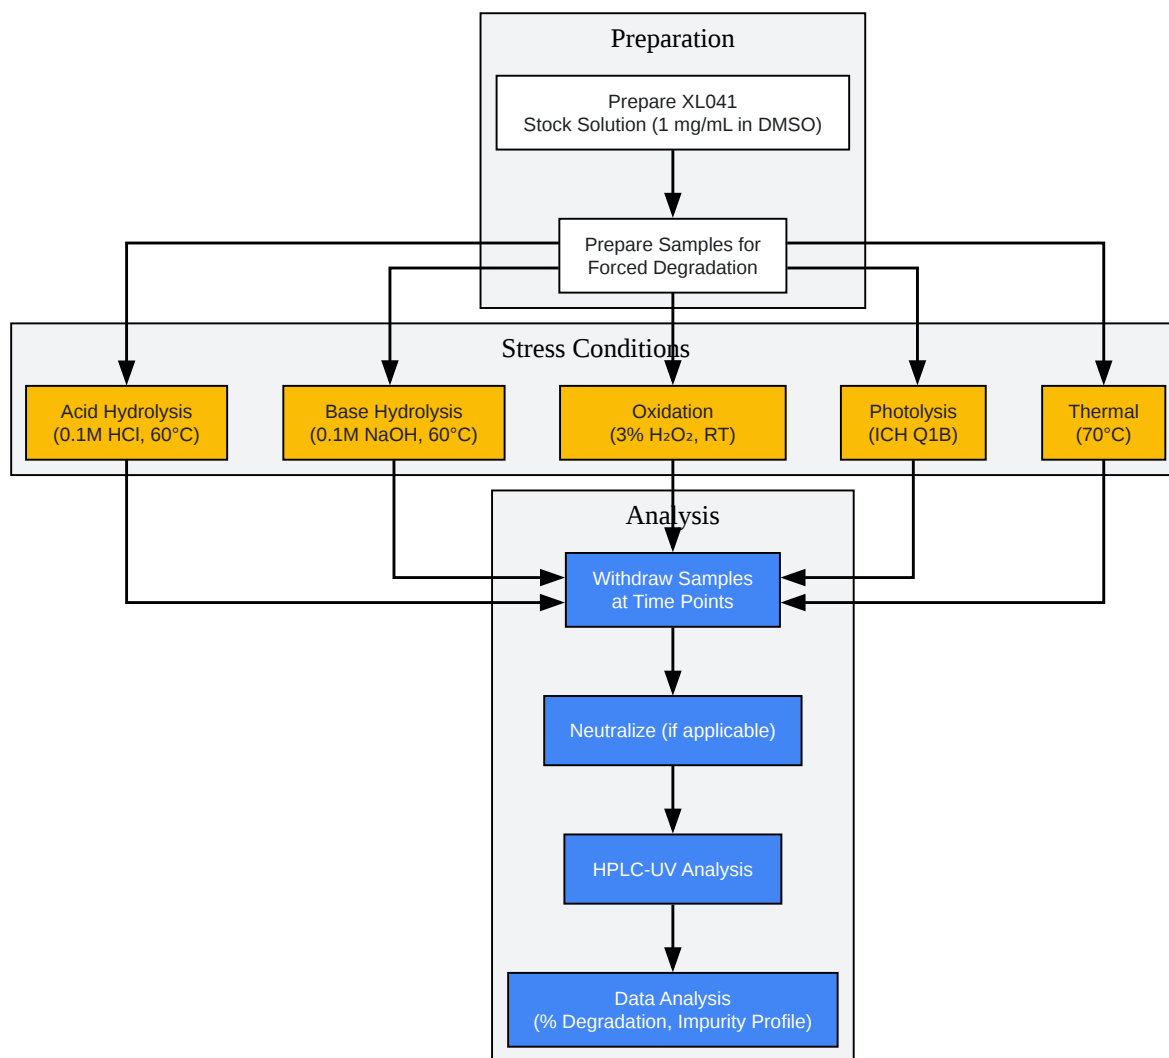 Preparation
Prepare XL041
Stock Solution (1 mg/mL in DMSO)
Prepare Samples for
Forced Degradation
Stress Conditions
Acid Hydrolysis
(0.1M HCl, 60°C)
Base Hydrolysis
(0.1M NaOH, 60°C)
Oxidation
(3% H₂O₂, RT)
Photolysis
(ICH Q1B)
Thermal
(70°C)
Analysis
Withdraw Samples
at Time Points
Neutralize (if applicable)
HPLC-UV Analysis
Data Analysis
(% Degradation, Impurity Profile)